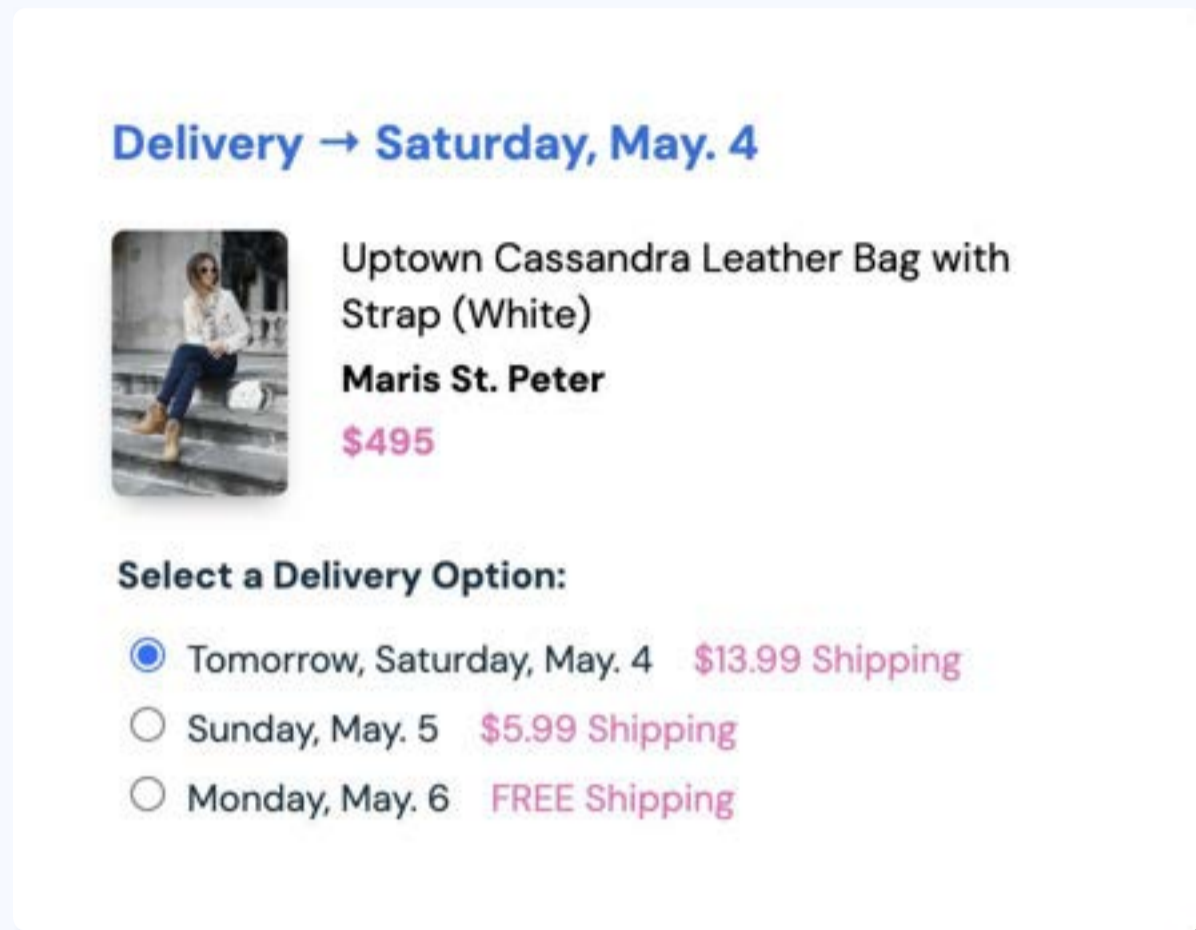 Delivery → Saturday, May. 4
Uptown Cassandra Leather Bag with
Strap (White)
Maris St. Peter
$495
Select a Delivery Option:
Tomorrow, Saturday, May. 4 $13.99 Shipping
Sunday, May. 5 $5.99 Shipping
Monday, May. 6 FREE Shipping